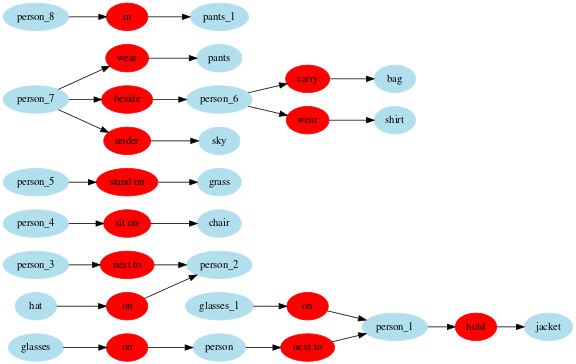 person_8 in pants_1
wear pants
person_7 beside person_6 carry bag
wear shirt
under sky
person_5 stand on grass
person_4 sit on chair
person_3 next to person_2
hat on glasses_1 on
person_1 hold jacket
glasses on person next to